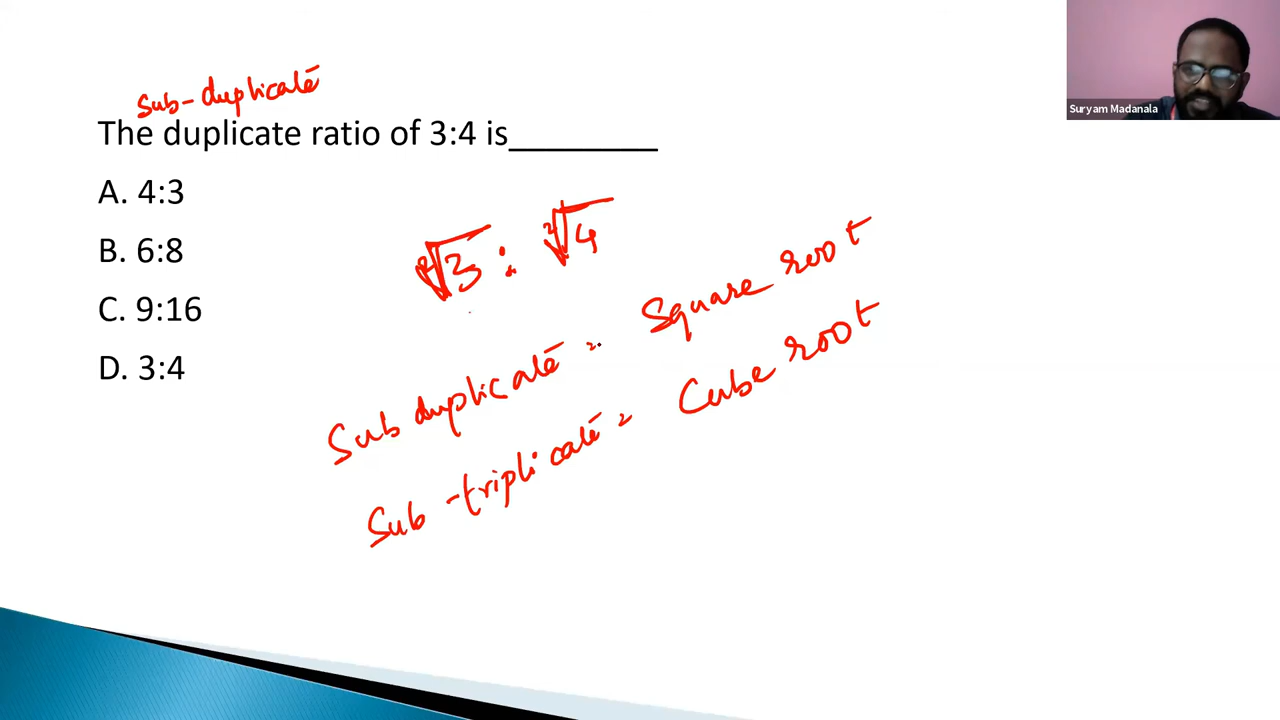 Sub-duplicate
Suryam Madanala
The duplicate ratio of 3:4 is_________
A. 4:3
B. 6:8
C. 9:16
D. 3:4
∛3 : ∛4
Sub duplicate = Square root
Sub-triplicate = Cube root